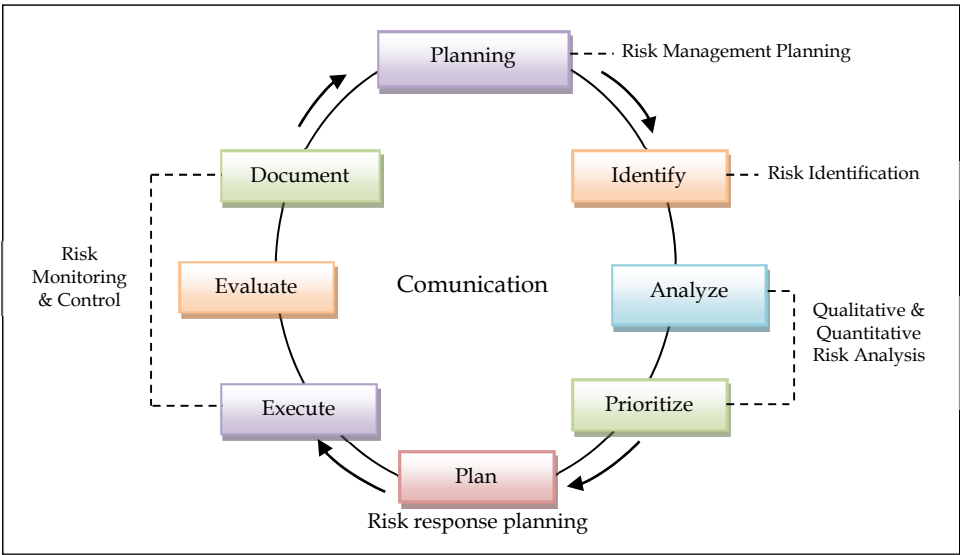 Planning
Risk Management Planning
Document
Identify
Risk Identification
Risk
Monitoring
& Control
Evaluate
Comunication
Analyze
Qualitative &
Quantitative
Risk Analysis
Execute
Prioritize
Plan
Risk response planning